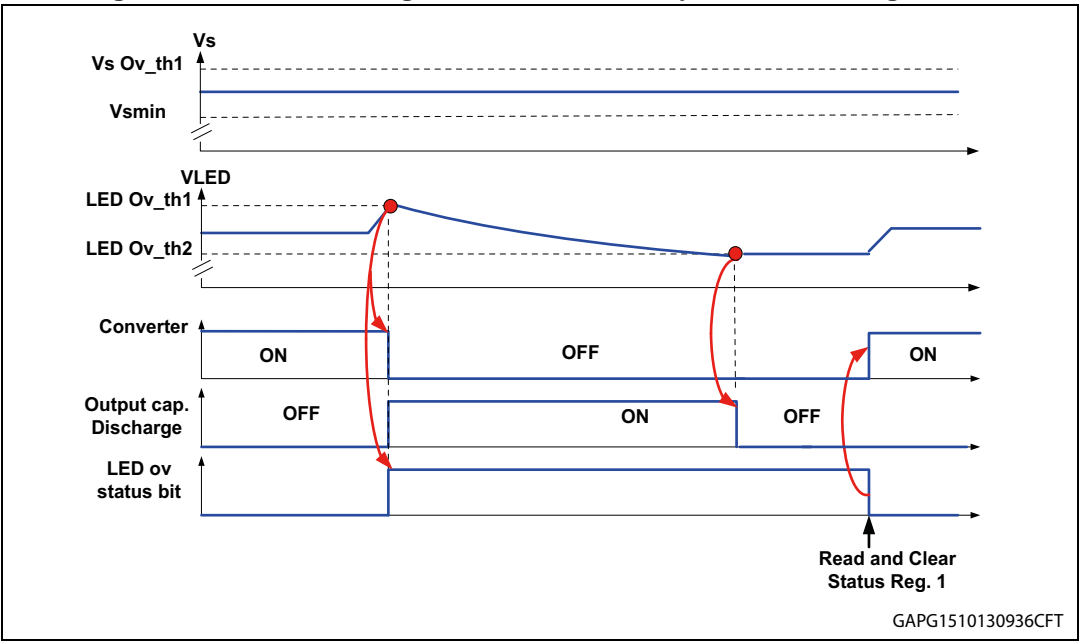 Vs
Vs Ov_th1
Vsmin
VLED
LED Ov_th1
LED Ov_th2
Converter
ON
OFF
ON
Output cap.
Discharge
OFF
ON
OFF
LED ov
status bit
Read and Clear
Status Reg. 1
GAPG1510130936CFT